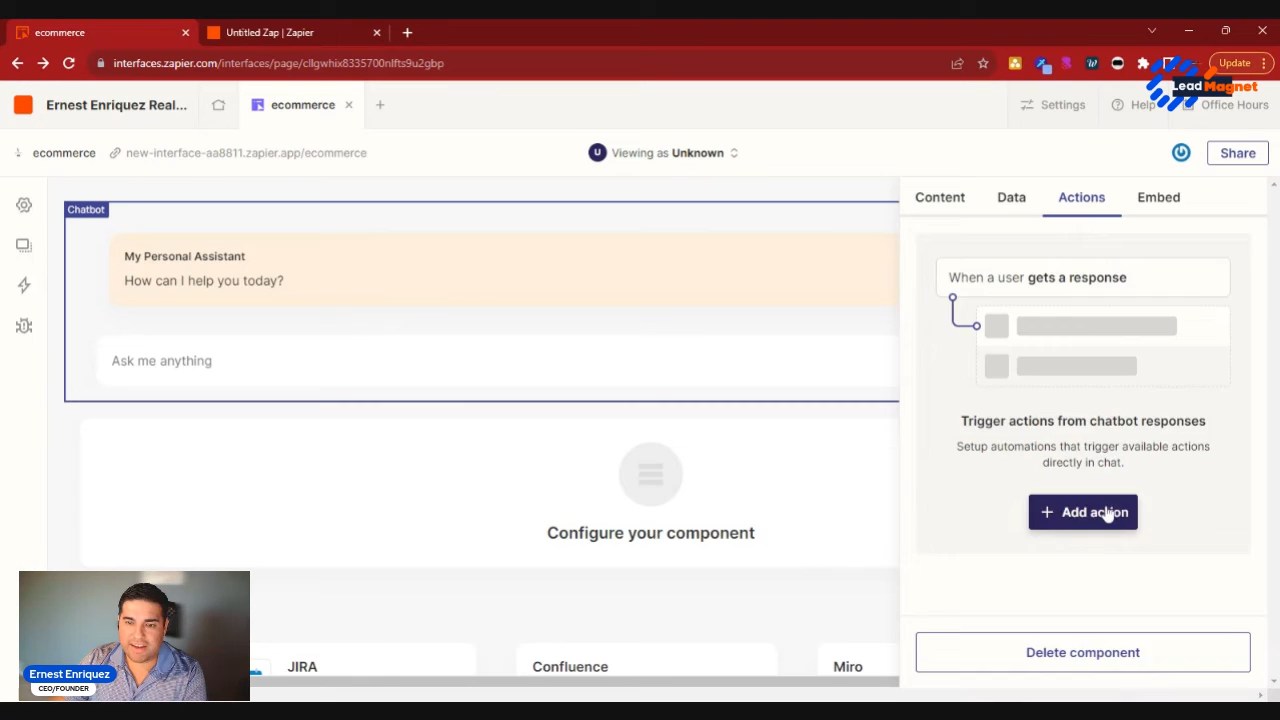 ecommerce
Untitled Zap | Zapier
interfaces.zapier.com/interfaces/page/cllgwhix8335700nlfts9u2gbp
Update
Lead Magnet
Ernest Enriquez Real...
ecommerce
Settings
Help
Office Hours
ecommerce
new-interface-aa8811.zapier.app/ecommerce
U
Viewing as Unknown
Share
Chatbot
My Personal Assistant
How can I help you today?
Ask me anything
Configure your component
JIRA
Confluence
Miro
Content
Data
Actions
Embed
When a user gets a response
Trigger actions from chatbot responses
Setup automations that trigger available actions
directly in chat.
+ Add action
Delete component
Ernest Enriquez
CEO/FOUNDER